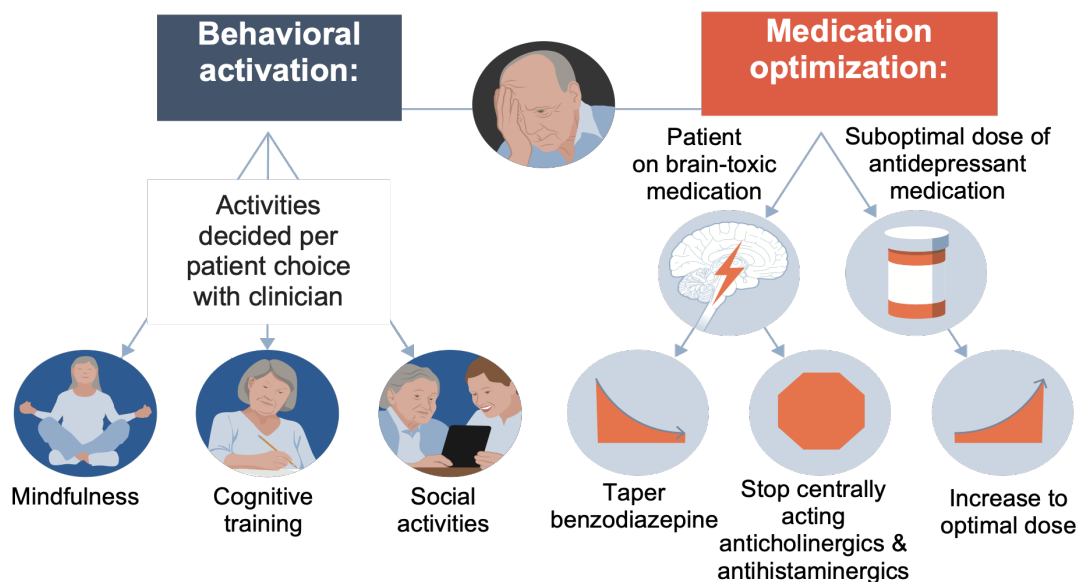 Behavioral
activation:
Medication
optimization:
Activities
decided per
patient choice
with clinician
Patient
on brain-toxic
medication
Suboptimal dose of
antidepressant
medication
Mindfulness
Cognitive
training
Social
activities
Taper
benzodiazepine
Stop centrally
acting
anticholinergics &
antihistaminergics
Increase to
optimal dose